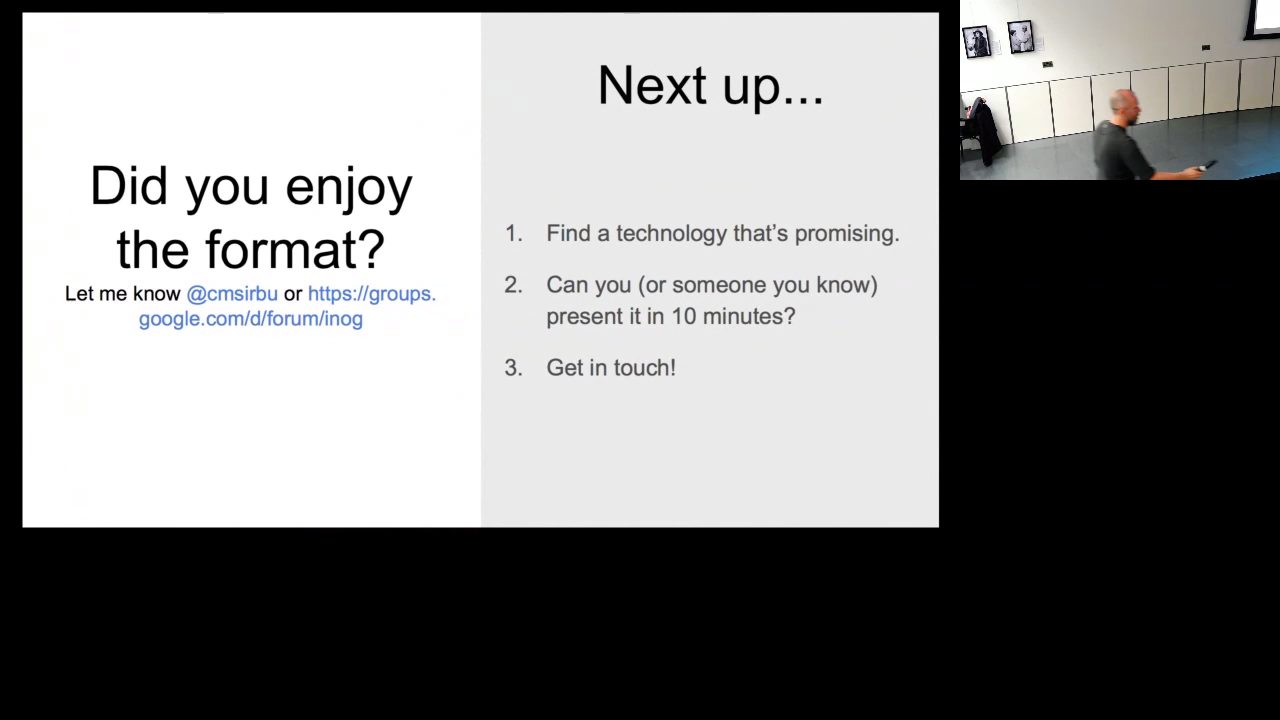 Did you enjoy
the format?
Let me know @cmsirbu or https://groups.
google.com/d/forum/inog
Next up...
1. Find a technology that’s promising.
2. Can you (or someone you know)
present it in 10 minutes?
3. Get in touch!